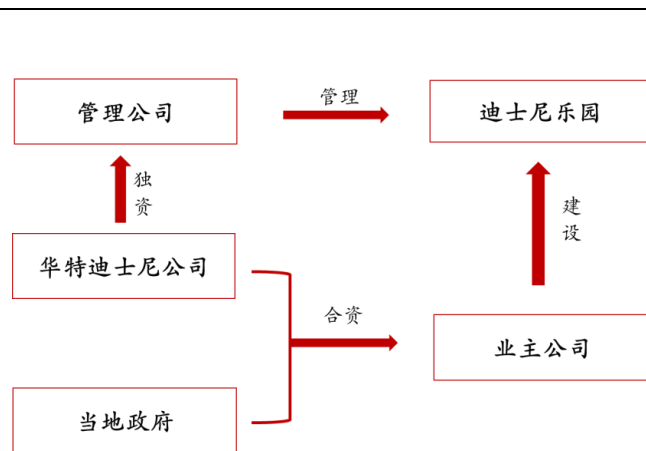 管理公司
管理
迪士尼乐园
独
资
建
设
华特迪士尼公司
合资
业主公司
当地政府